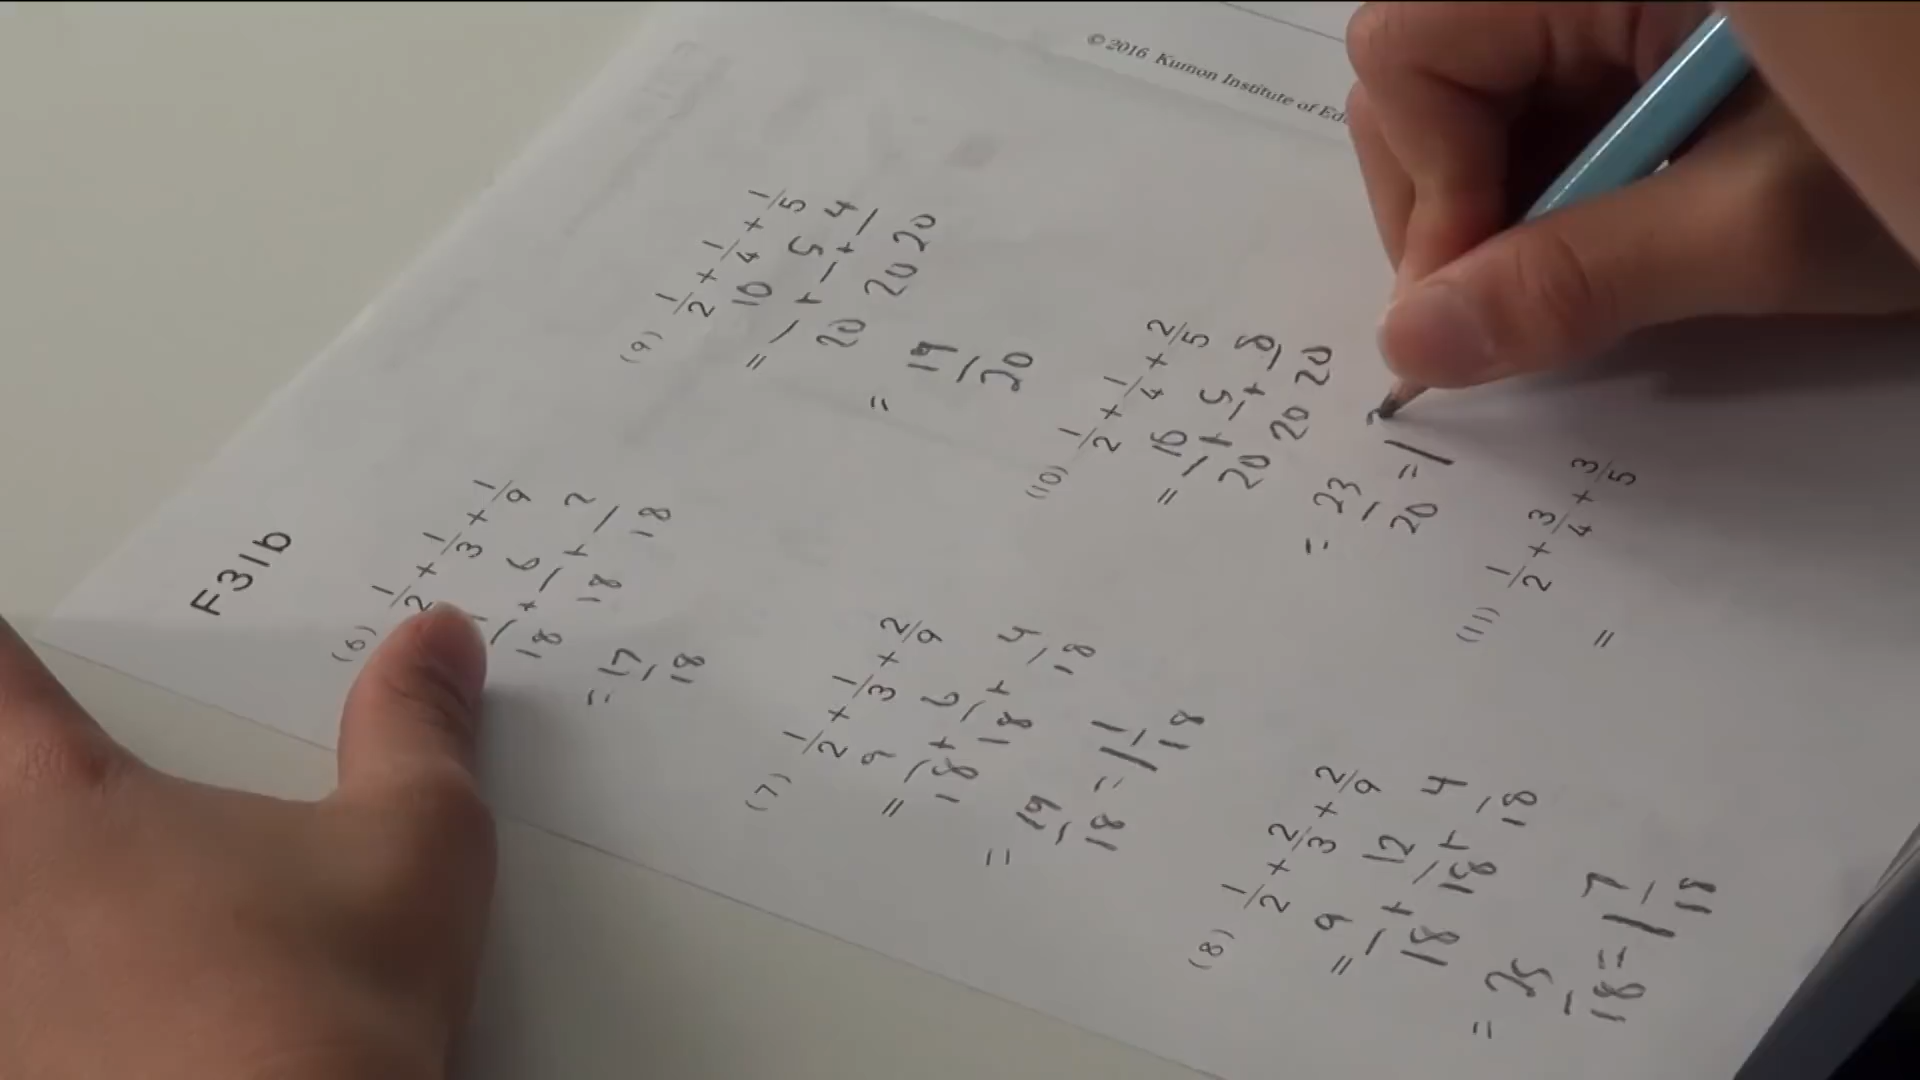 F31b
(6) 1/2 + 1/3 + 1/9
/18 + 6/18 + 2/18
= 17/18
(7) 1/2 + 1/3 + 2/9
= 9/18 + 6/18 + 4/18
= 19/18 = 1 1/18
(8) 1/2 + 2/3 + 2/9
= 9/18 + 12/18 + 4/18
= 25/18 = 1 7/18
(9) 1/2 + 1/4 + 1/5
= 10/20 + 5/20 + 4/20
= 19/20
(10) 1/2 + 1/4 + 2/5
= 10/20 + 5/20 + 8/20
= 23/20 = 1
(11) 1/2 + 3/4 + 3/5
=
© 2016 Kumon Institute of